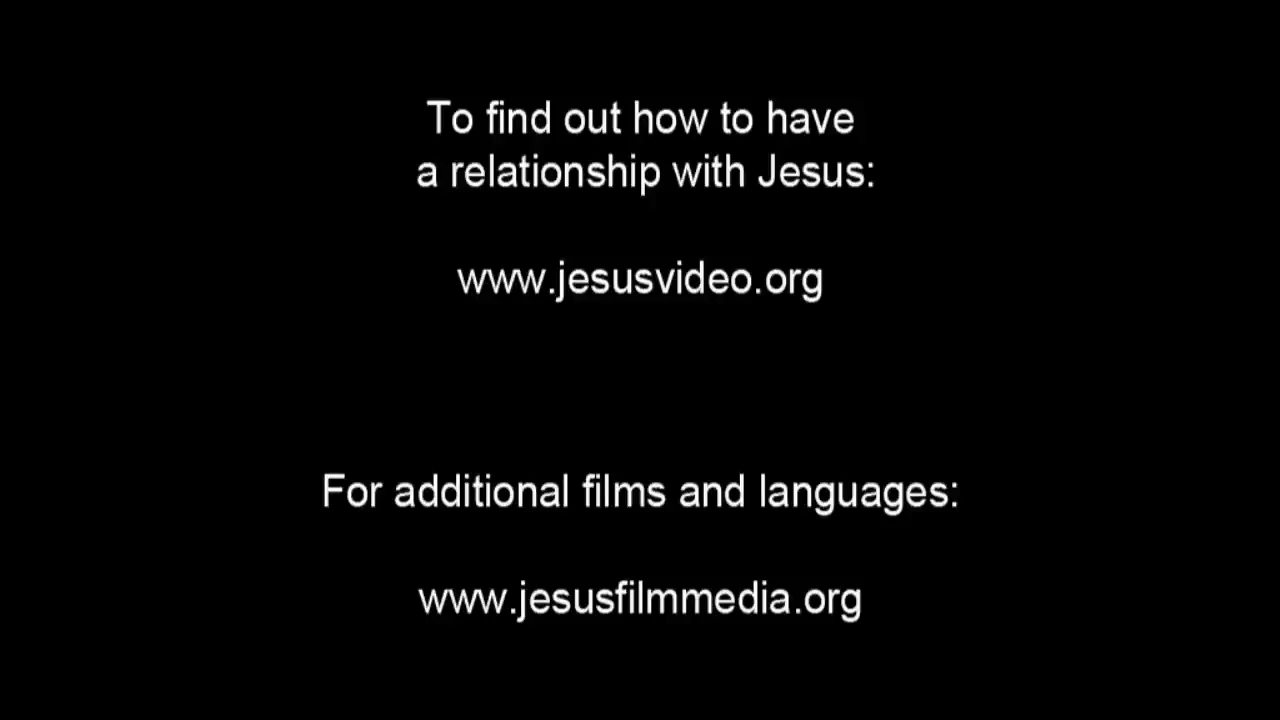 To find out how to have
a relationship with Jesus:
www.jesusvideo.org
For additional films and languages:
www.jesusfilmmedia.org